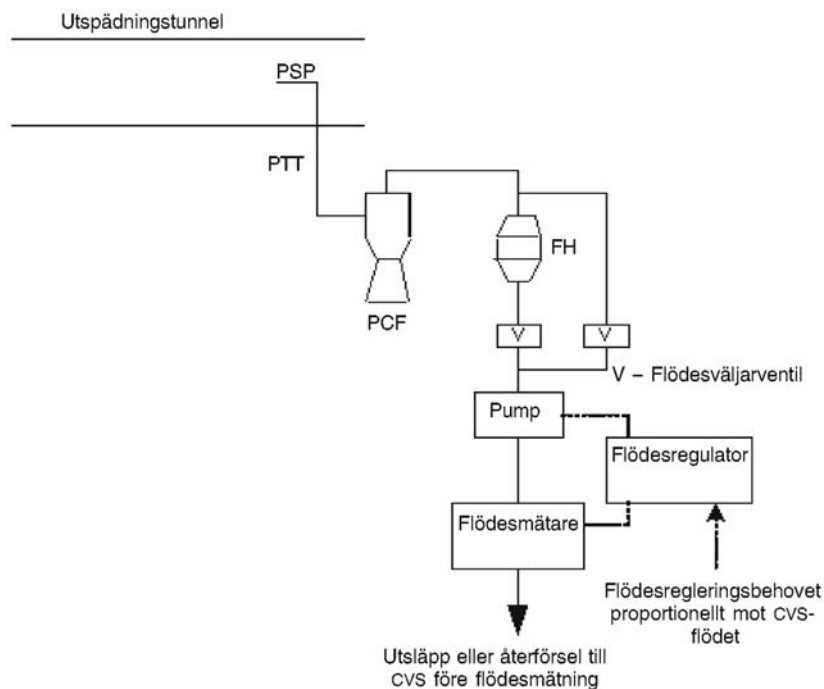 Utspädningstunnel
PSP
PTT
FH
PCF
V
V
V – Flödesväljarventil
Pump
Flödesregulator
Flödesmätare
Flödesregleringsbehovet
proportionellt mot CVS-
flödet
Utsläpp eller återförsel till
CVS före flödesmätning